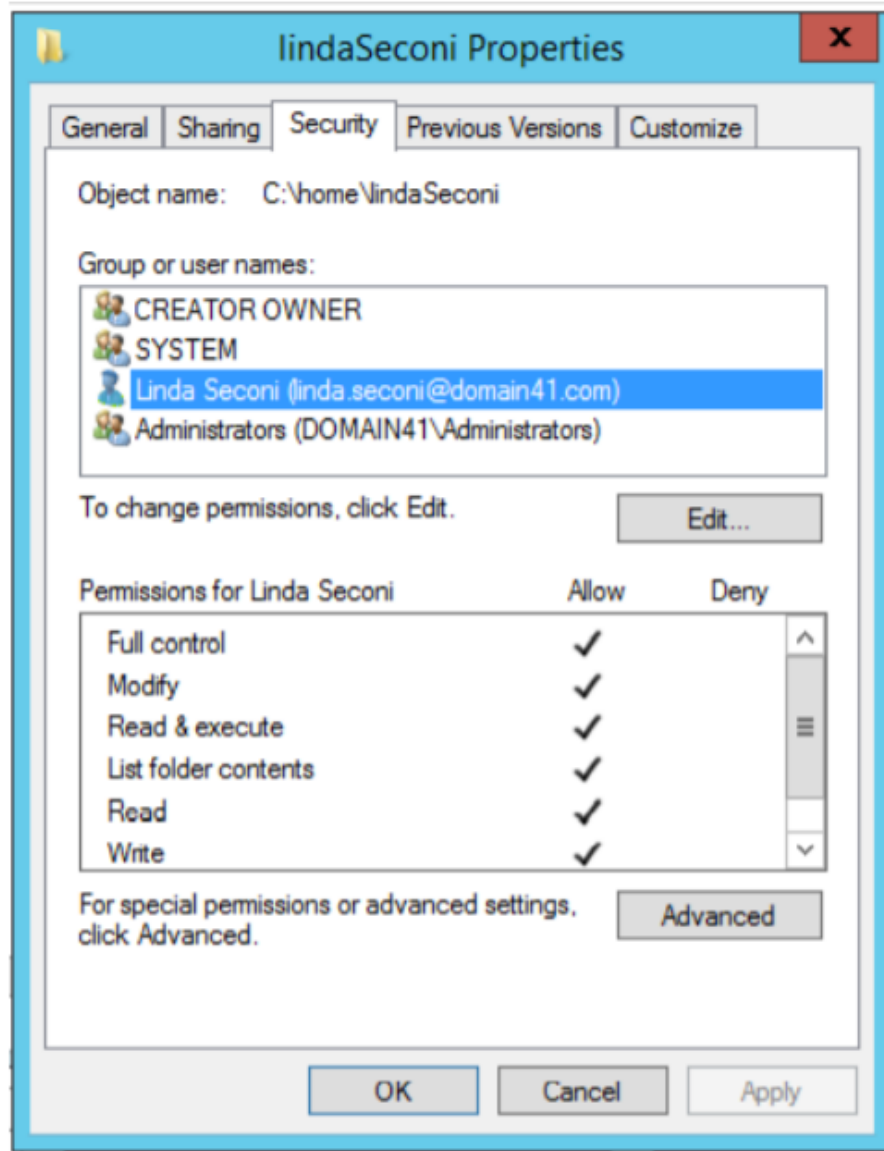 lindaSeconi Properties
x
General Sharing Security Previous Versions Customize
Object name: C:\home\lindaSeconi
Group or user names:
CREATOR OWNER
SYSTEM
Linda Seconi (linda.seconi@domain41.com)
Administrators (DOMAIN41\Administrators)
To change permissions, click Edit.
Edit...
Permissions for Linda Seconi Allow Deny
Full control
Modify
Read & execute
List folder contents
Read
Write
For special permissions or advanced settings,
click Advanced.
Advanced
OK Cancel Apply